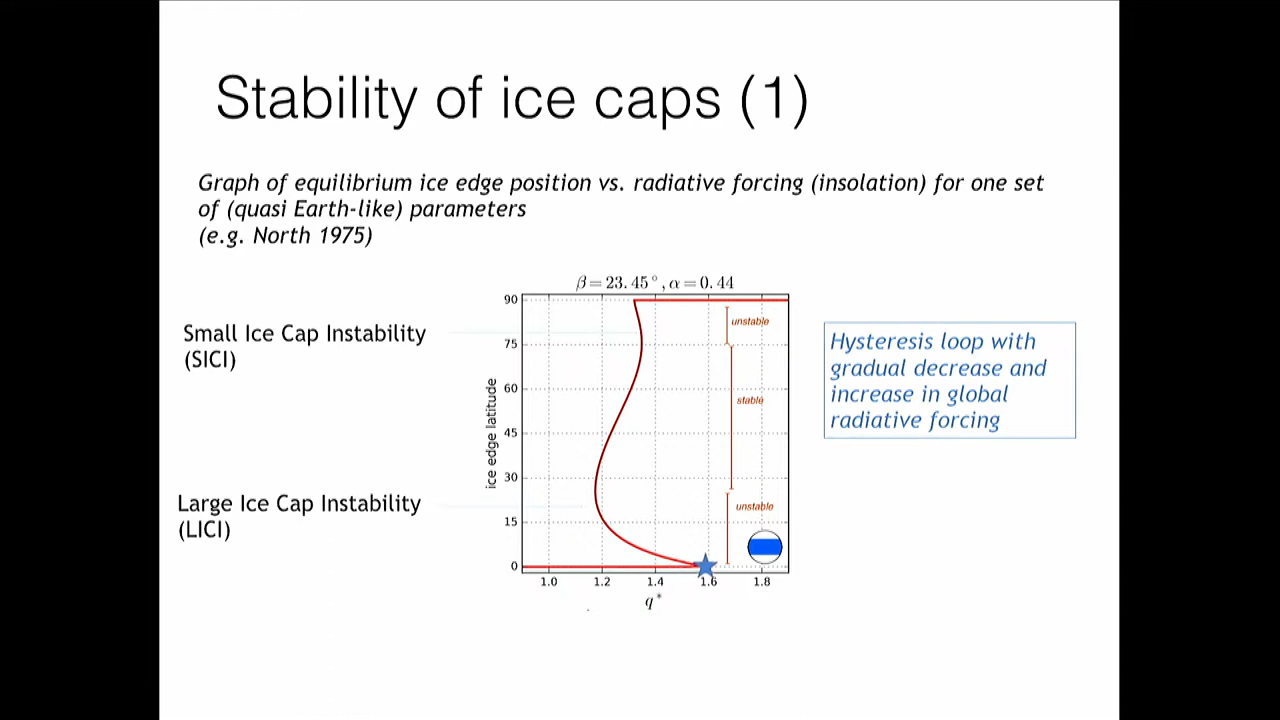 Stability of ice caps (1)
Graph of equilibrium ice edge position vs. radiative forcing (insolation) for one set
of (quasi Earth-like) parameters
(e.g. North 1975)
Small Ice Cap Instability
(SICI)
Large Ice Cap Instability
(LICI)
β = 23.45°, α = 0.44
90
75
60
45
30
15
0
ice edge latitude
unstable
stable
unstable
1.0 1.2 1.4 1.6 1.8
q*
Hysteresis loop with
gradual decrease and
increase in global
radiative forcing